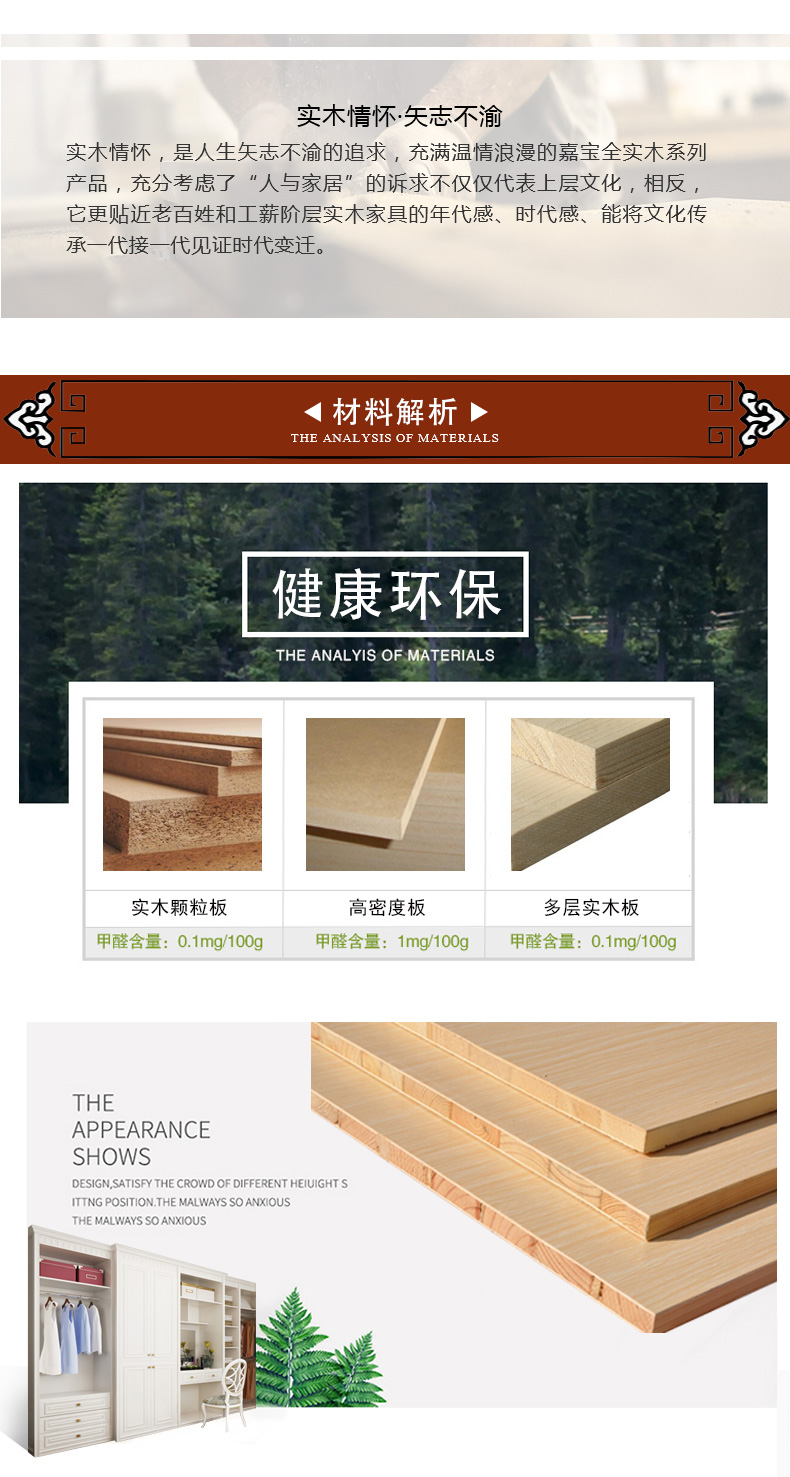 实木情怀·矢志不渝
实木情怀，是人生矢志不渝的追求，充满温情浪漫的嘉宝全实木系列
产品，充分考虑了“人与家居”的诉求不仅仅代表上层文化，相反，
它更贴近老百姓和工薪阶层实木家具的年代感、时代感、能将文化传
承一代接一代见证时代变迁。
材料解析
THE ANALYSIS OF MATERIALS
健康环保
THE ANALYIS OF MATERIALS
实木颗粒板
高密度板
多层实木板
甲醛含量：0.1mg/100g
甲醛含量：1mg/100g
甲醛含量：0.1mg/100g
THE
APPEARANCE
SHOWS
DESIGN,SATISFY THE CROWD OF DIFFERENT HEIUIGHT S
ITTNG POSITION.THE MALWAYS SO ANXIOUS
THE MALWAYS SO ANXIOUS